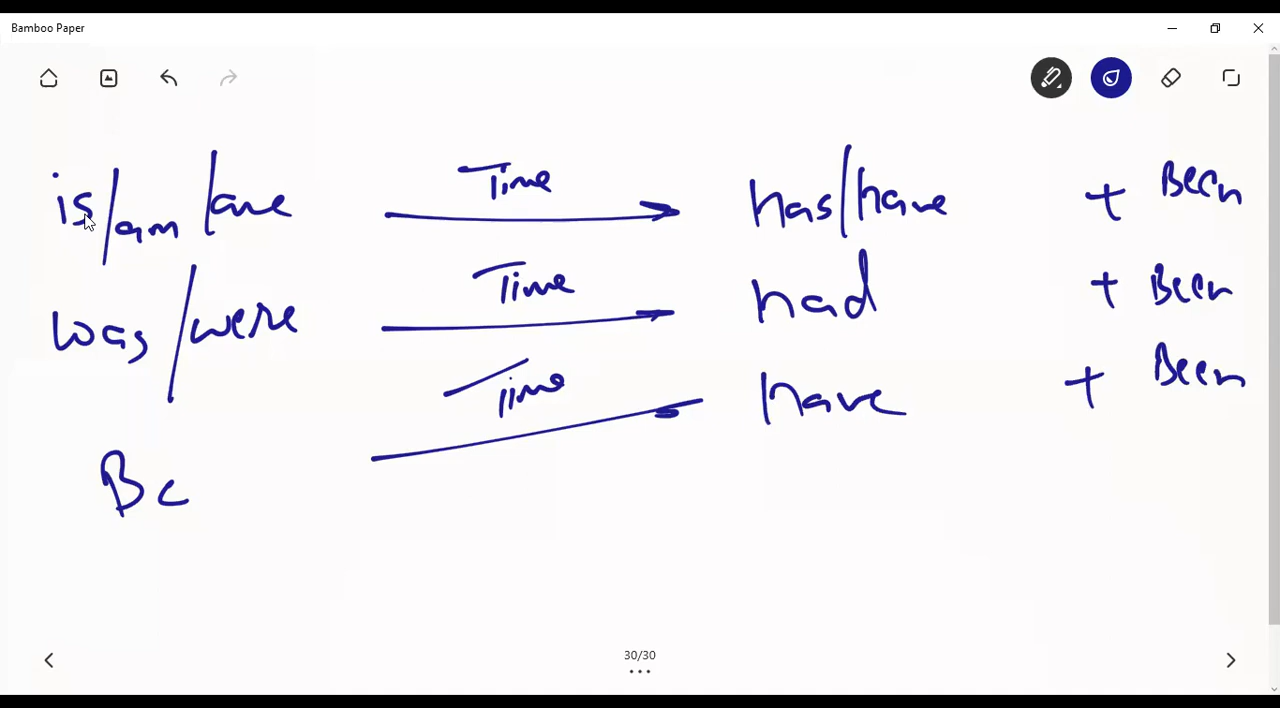 Bamboo Paper
is/am/are Time has/have + Been
was/were Time had + Been
Be Time have + Been
30/30